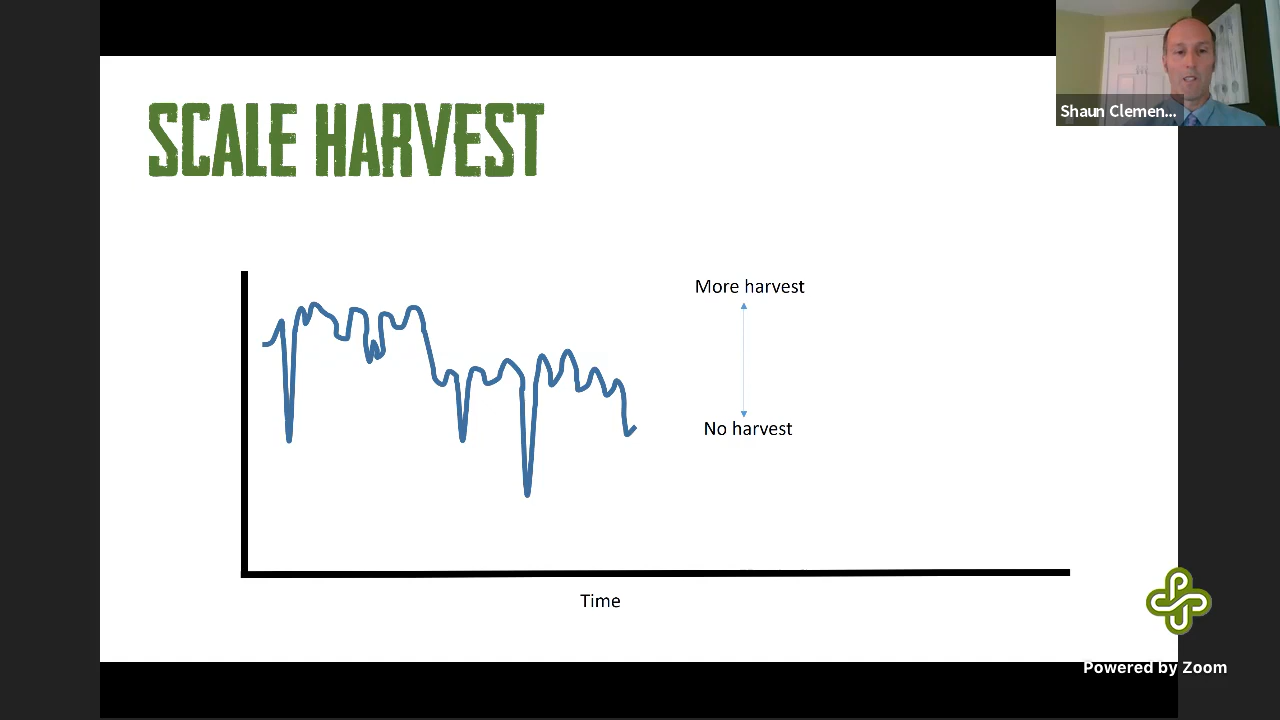 SCALE HARVEST
Shaun Clemen...
More harvest
No harvest
Time
Powered by Zoom